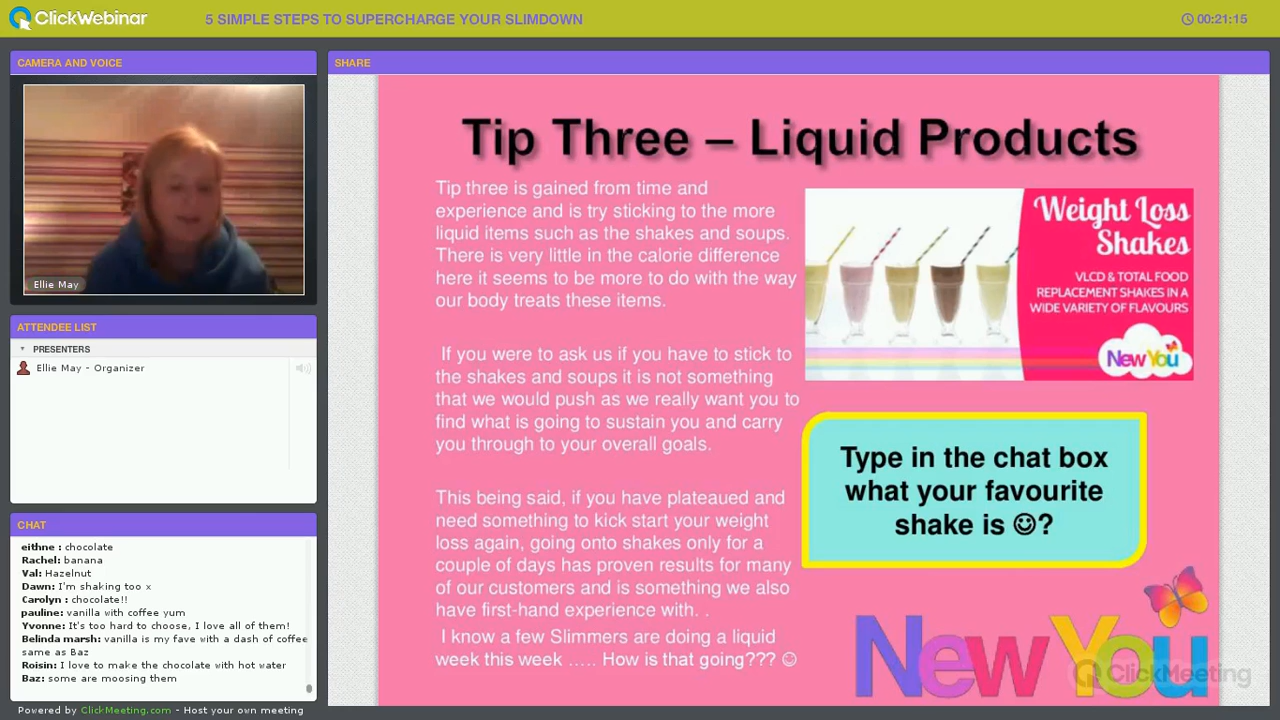 ClickWebinar
5 SIMPLE STEPS TO SUPERCHARGE YOUR SLIMDOWN
00:21:15
CAMERA AND VOICE
Ellie May
ATTENDEE LIST
PRESENTERS
Ellie May - Organizer
CHAT
eithne : chocolate
Rachel: banana
Val: Hazelnut
Dawn: I'm shaking too x
Carolyn : chocolate!!
pauline: vanilla with coffee yum
Yvonne: It's too hard to choose, I love all of them!
Belinda marsh: vanilla is my fave with a dash of coffee
same as Baz
Roisin: I love to make the chocolate with hot water
Baz: some are moosing them
Powered by ClickMeeting.com - Host your own meeting
SHARE
Tip Three – Liquid Products
Tip three is gained from time and
experience and is try sticking to the more
liquid items such as the shakes and soups.
There is very little in the calorie difference
here it seems to be more to do with the way
our body treats these items.
If you were to ask us if you have to stick to
the shakes and soups it is not something
that we would push as we really want you to
find what is going to sustain you and carry
you through to your overall goals.
This being said, if you have plateaued and
need something to kick start your weight
loss again, going onto shakes only for a
couple of days has proven results for many
of our customers and is something we also
have first-hand experience with. .
I know a few Slimmers are doing a liquid
week this week ….. How is that going??? ☺
Weight Loss
Shakes
VLCD & TOTAL FOOD
REPLACEMENT SHAKES IN A
WIDE VARIETY OF FLAVOURS
New You
Type in the chat box
what your favourite
shake is ☺?
New You
ClickMeeting